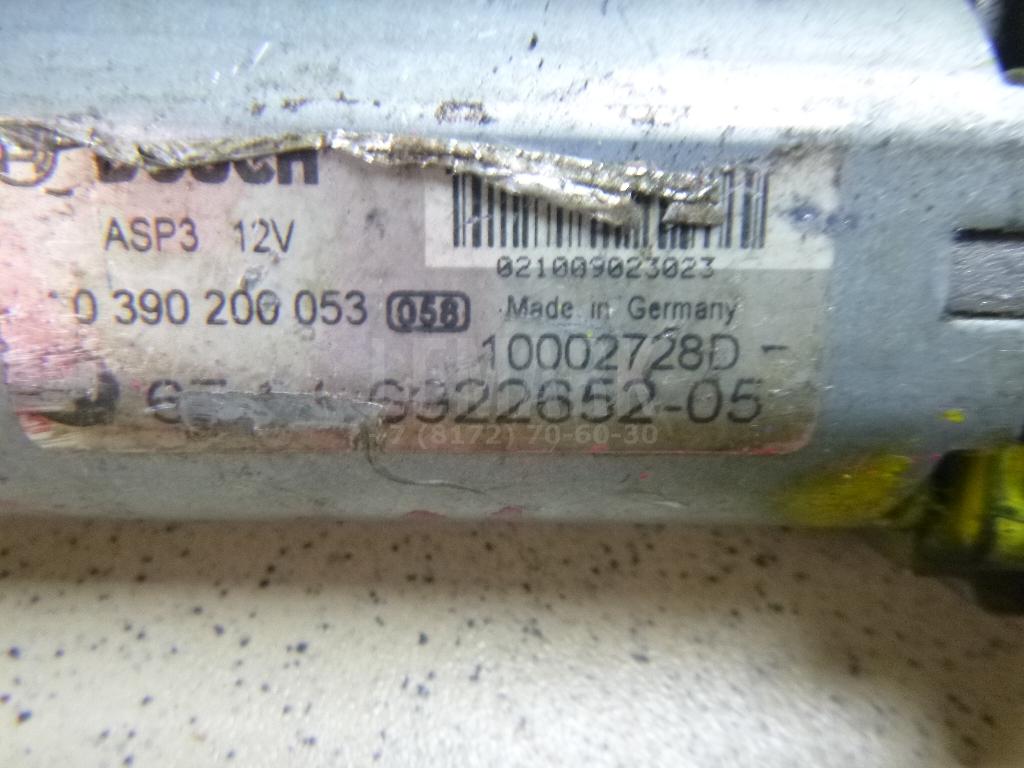 BOSCH
ASP3 12V
021009023023
0 390 200 053 058 Made in Germany
10002728D -
6922652-05
+7 (8172) 70-60-30